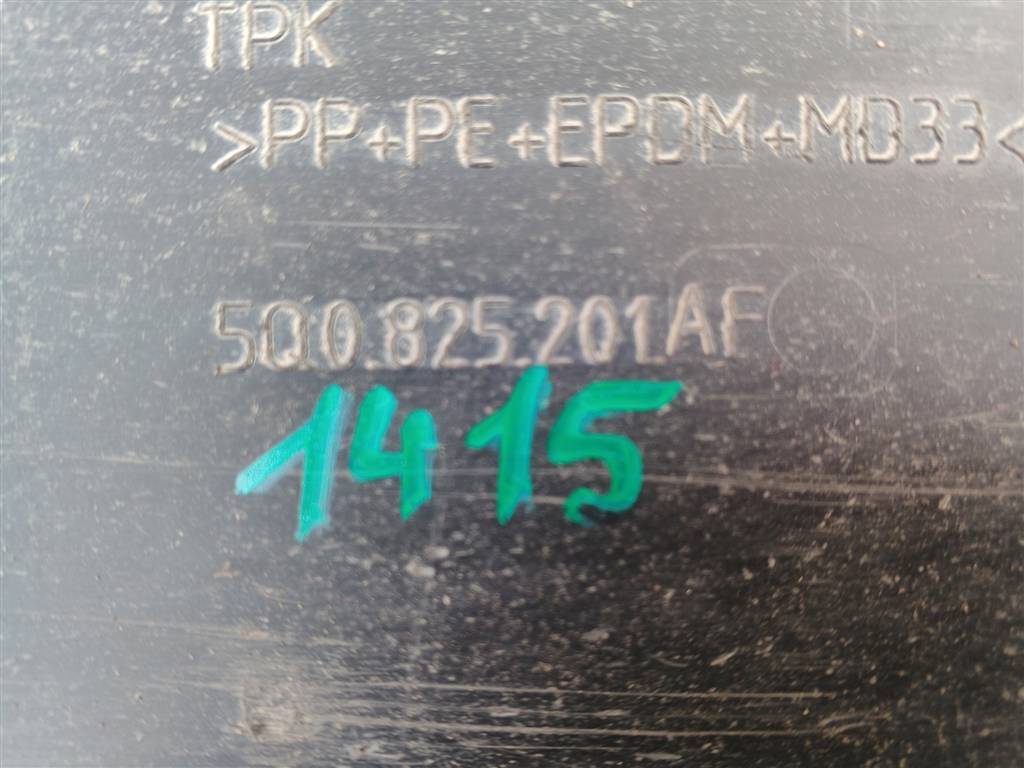 TPK
>PP+PE+EPDM+MD33<
5Q0.825.201AF
1415